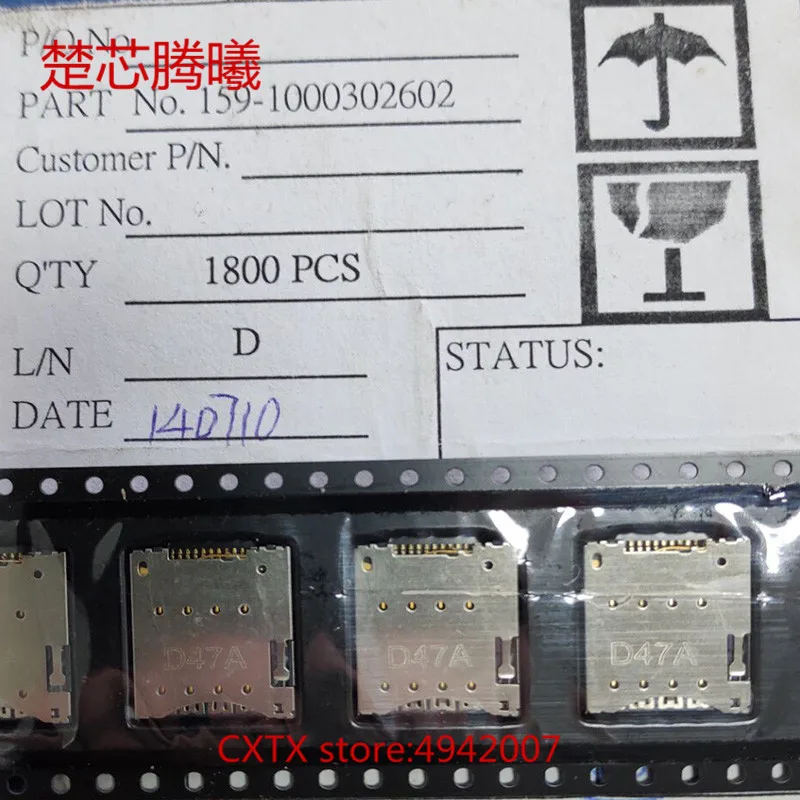 P/O No.
楚芯腾曦
PART No. 159-1000302602
Customer P/N.
LOT No.
Q'TY 1800 PCS
L/N D
STATUS:
DATE 140710
D47A D47A D47A
CXTX store:4942007